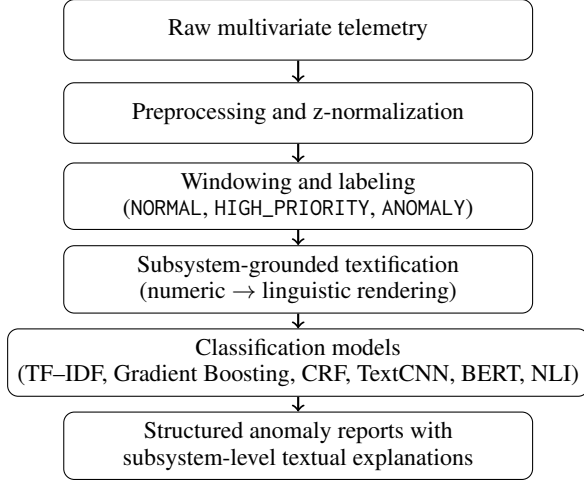 Raw multivariate telemetry
Preprocessing and z-normalization
Windowing and labeling
(NORMAL, HIGH_PRIORITY, ANOMALY)
Subsystem-grounded textification
(numeric → linguistic rendering)
Classification models
(TF–IDF, Gradient Boosting, CRF, TextCNN, BERT, NLI)
Structured anomaly reports with
subsystem-level textual explanations